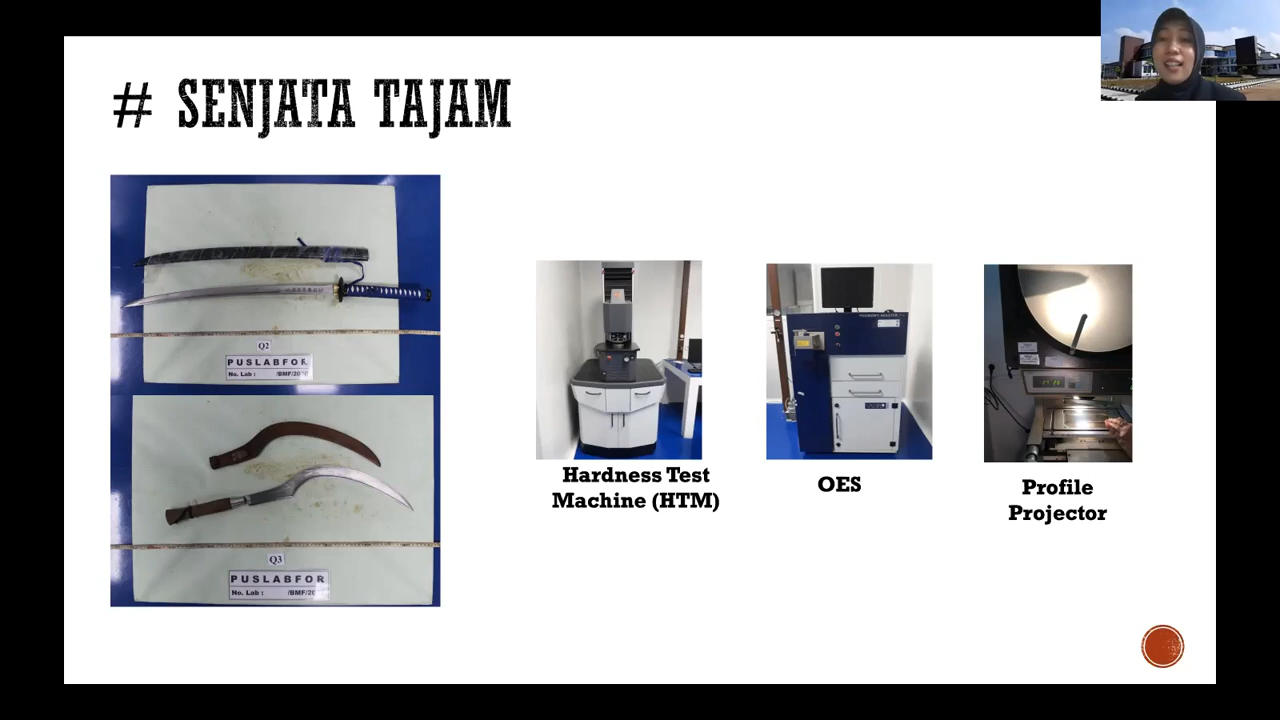 # SENJATA TAJAM
Q2
PUSLABFOR
No. Lab : /BMF/20
Q3
PUSLABFOR
No. Lab : /BMF/20
Hardness Test
Machine (HTM)
OES
Profile
Projector